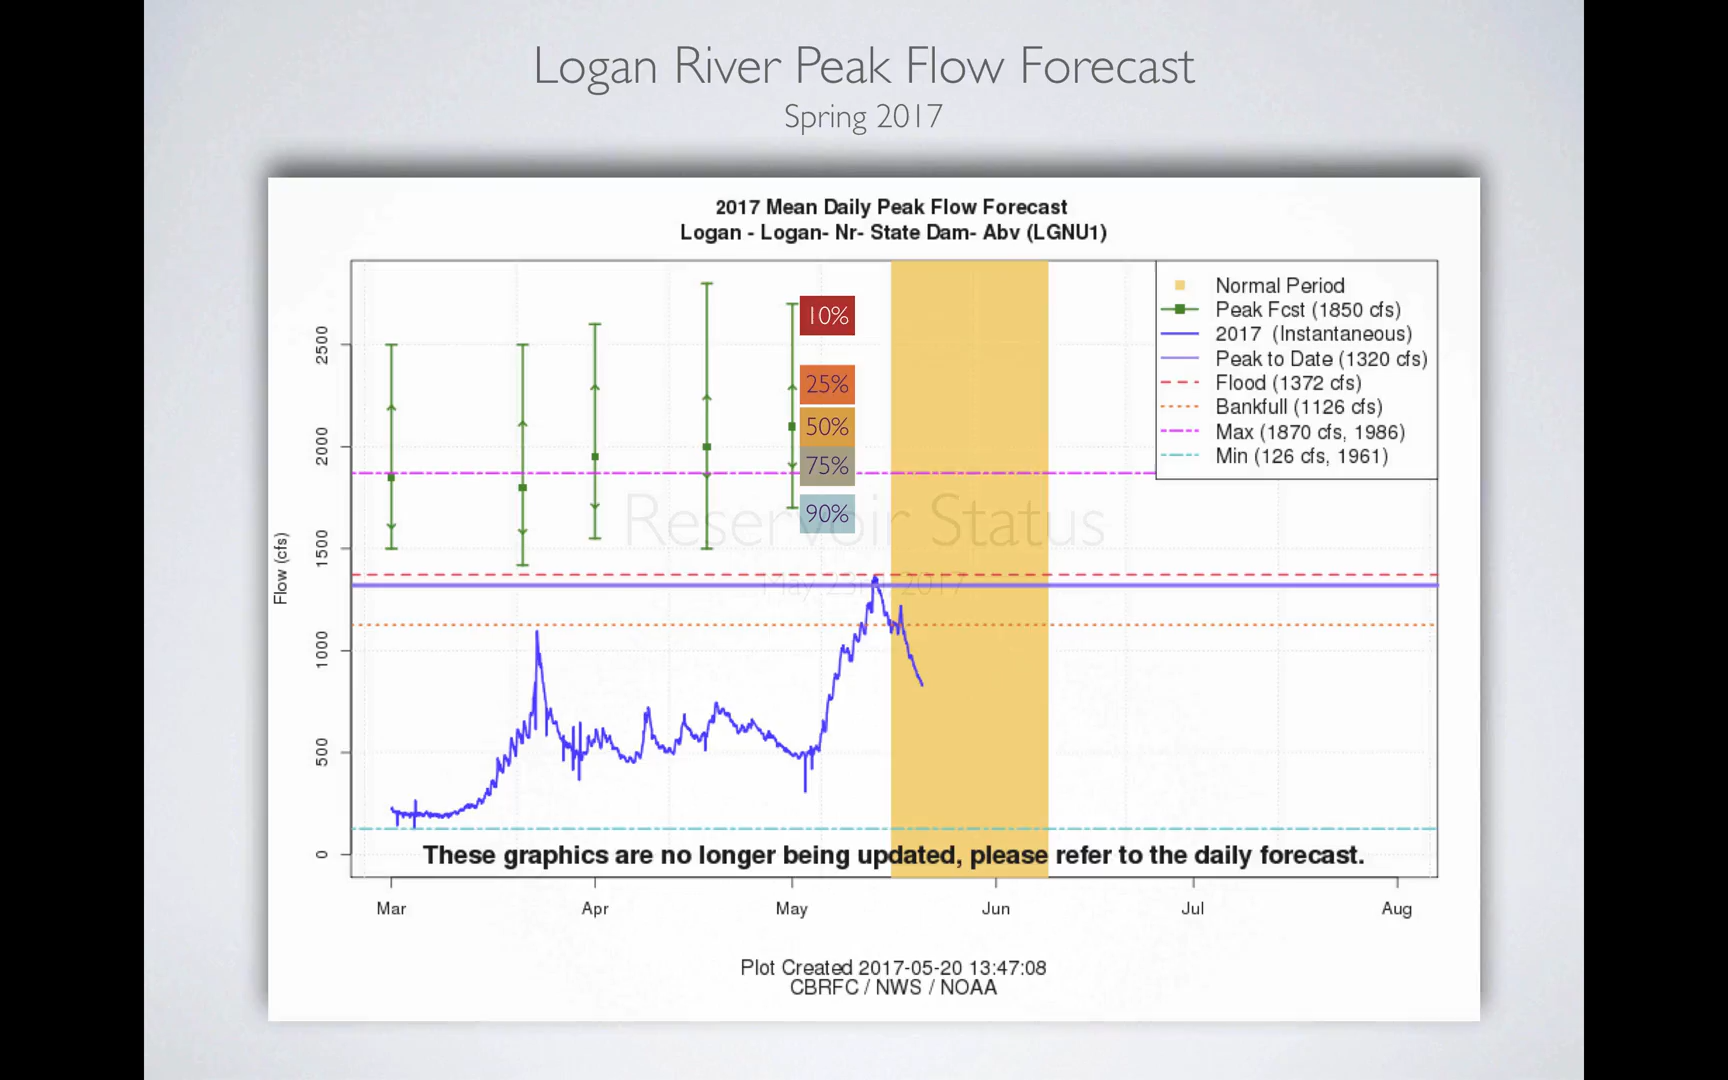 Logan River Peak Flow Forecast
Spring 2017
2017 Mean Daily Peak Flow Forecast
Logan - Logan- Nr- State Dam- Abv (LGNU1)
Normal Period
Peak Fcst (1850 cfs)
2017 (Instantaneous)
Peak to Date (1320 cfs)
Flood (1372 cfs)
Bankfull (1126 cfs)
Max (1870 cfs, 1986)
Min (126 cfs, 1961)
10%
25%
50%
75%
90%
Reservoir Status
May 23rd, 2017
Flow (cfs)
2500
2000
1500
1000
500
0
These graphics are no longer being updated, please refer to the daily forecast.
Mar
Apr
May
Jun
Jul
Aug
Plot Created 2017-05-20 13:47:08
CBRFC / NWS / NOAA